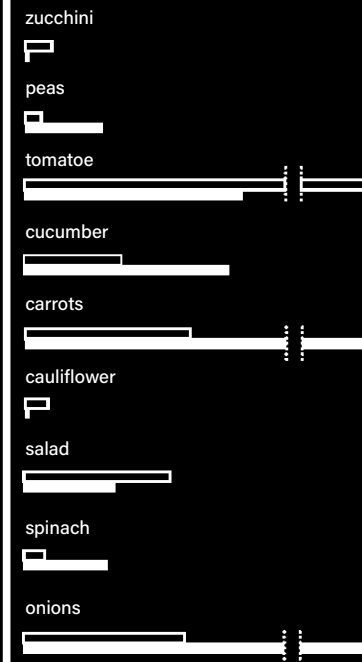 zucchini
peas
tomatoe
cucumber
carrots
cauliflower
salad
spinach
onions